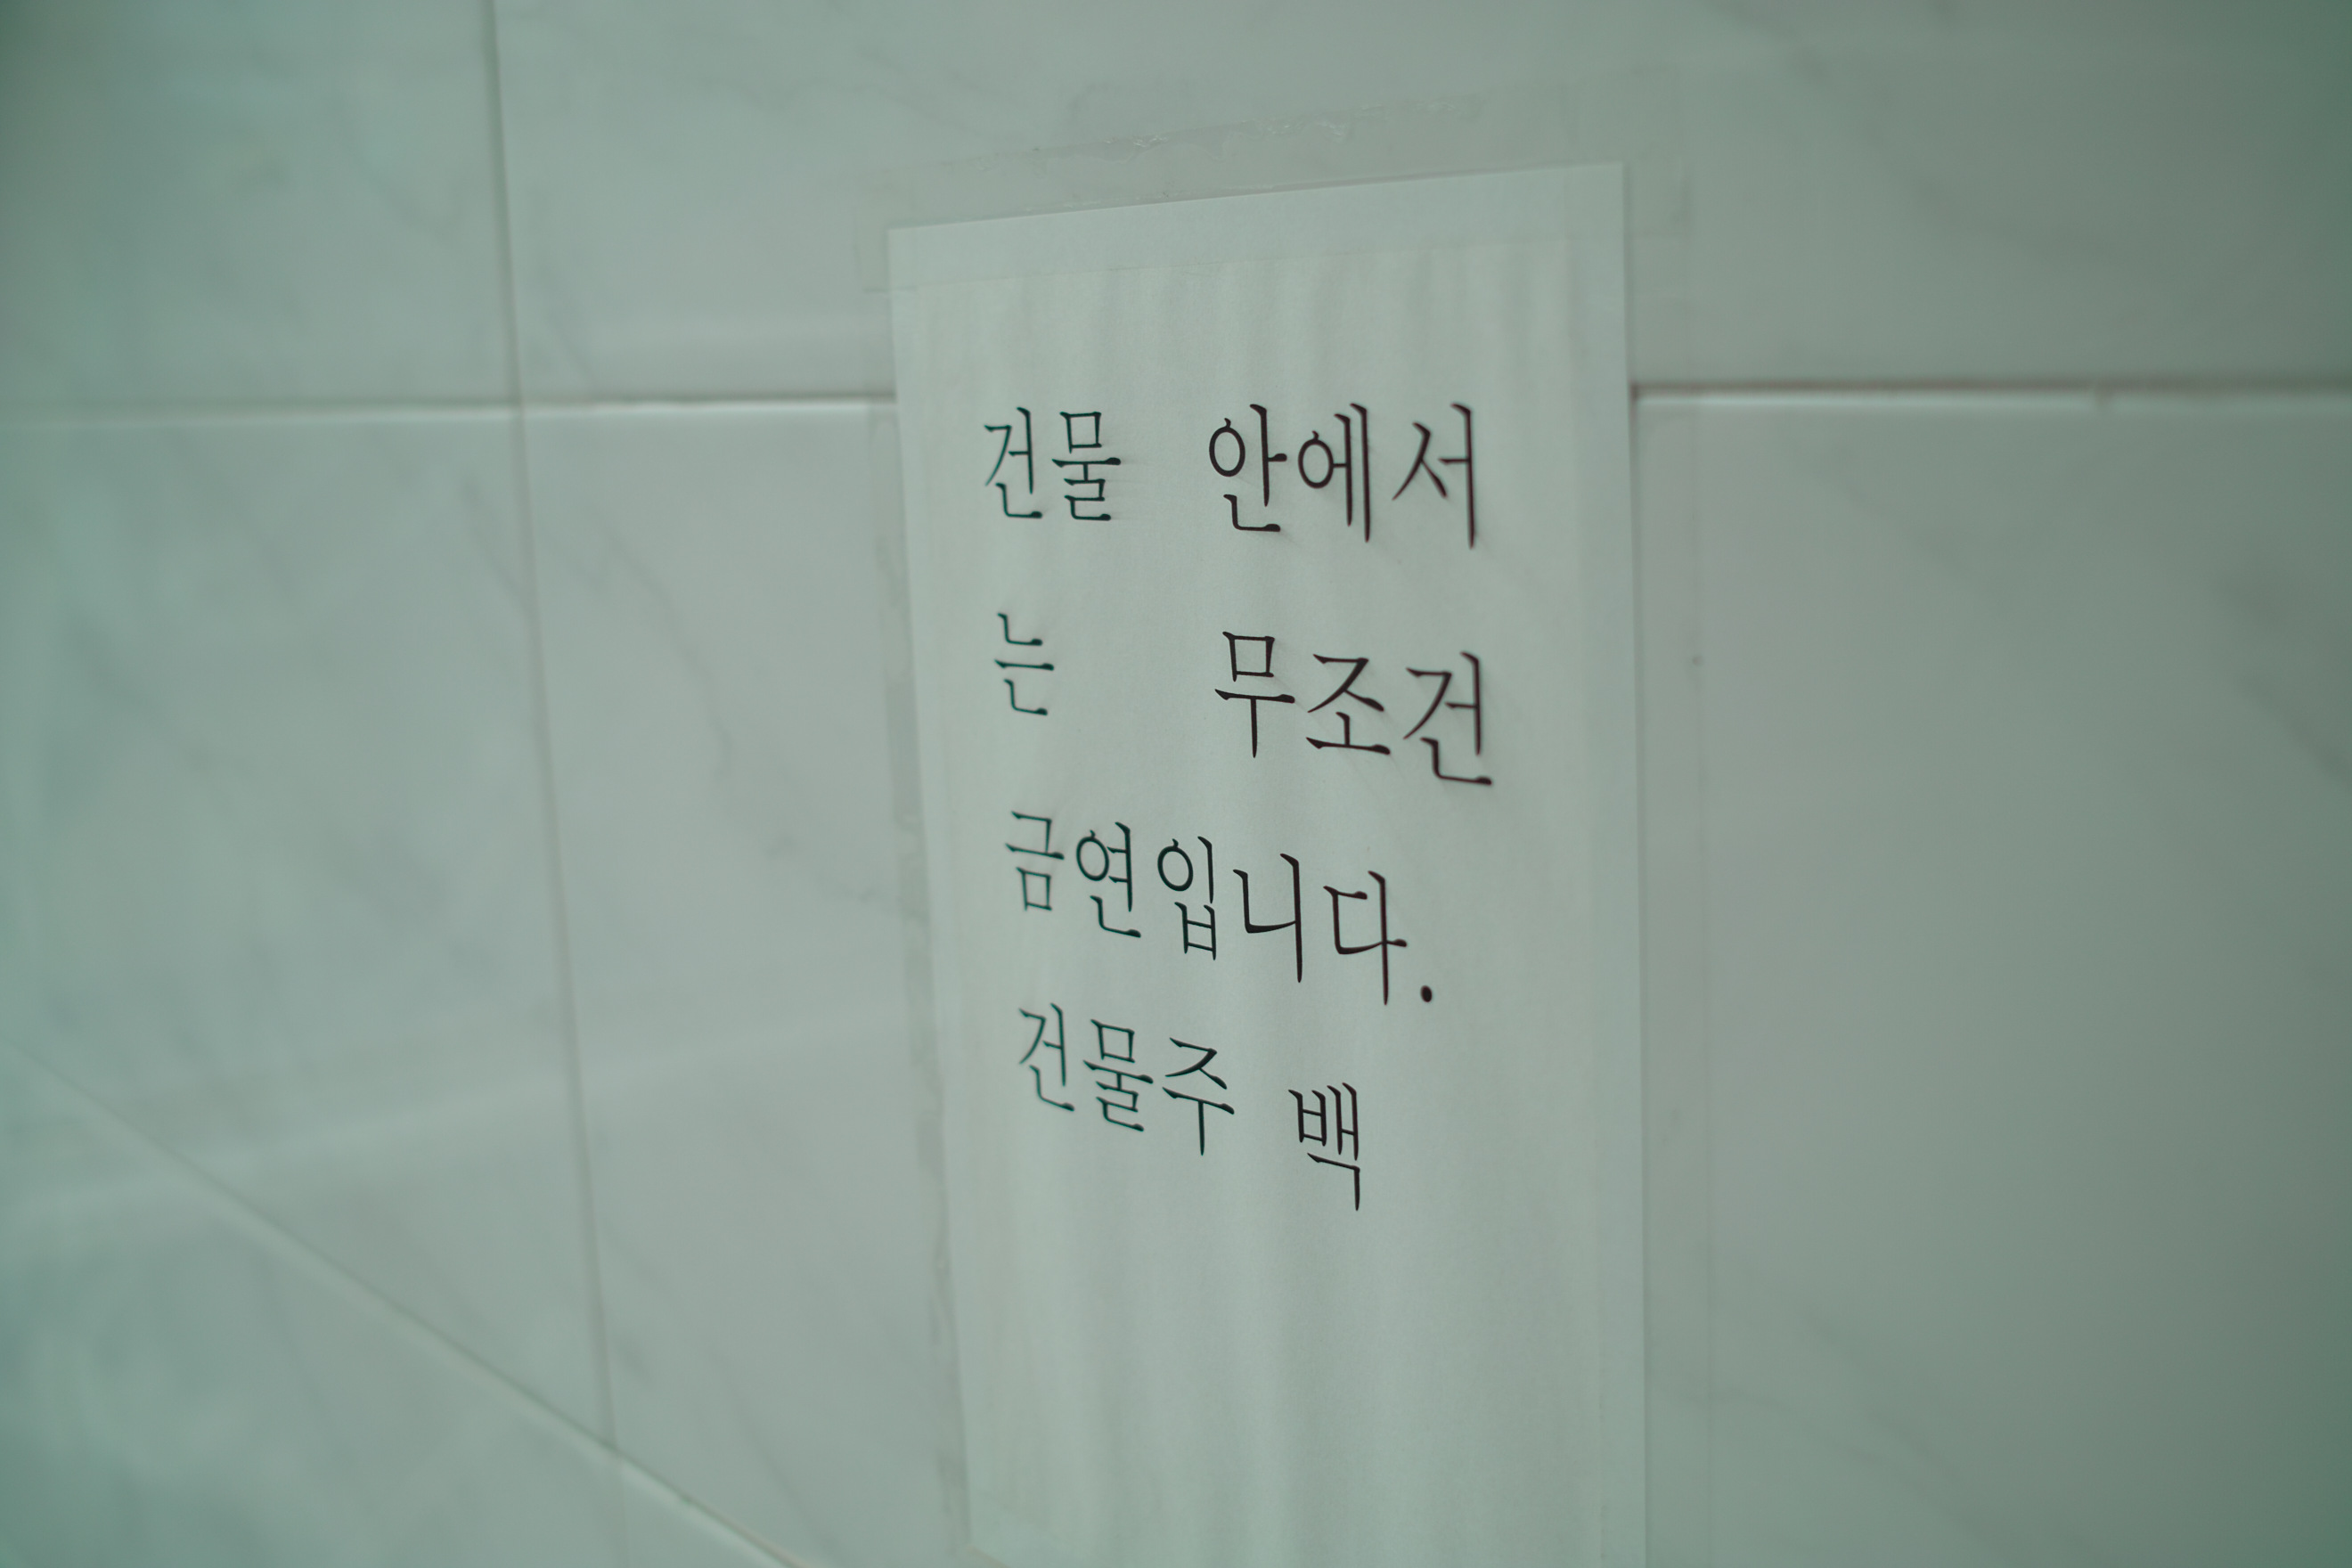 건물 안에서
는 무조건
금연입니다.
건물주 백